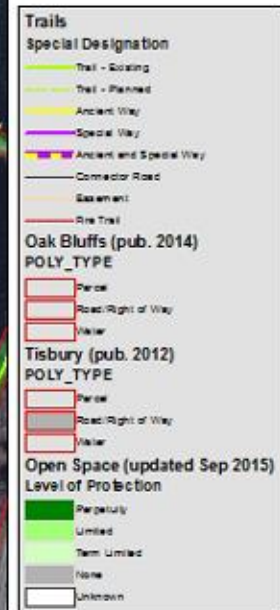 Trails
Special Designation
Trail - Existing
Trail - Planned
Ancient Way
Special Way
Ancient and Special Way
Connector Road
Easement
Fire Trail
Oak Bluffs (pub. 2014)
POLY_TYPE
Parcel
Road/Right of Way
Water
Tisbury (pub. 2012)
POLY_TYPE
Parcel
Road/Right of Way
Water
Open Space (updated Sep 2015)
Level of Protection
Perpetuity
Limited
Term Limited
None
Unknown